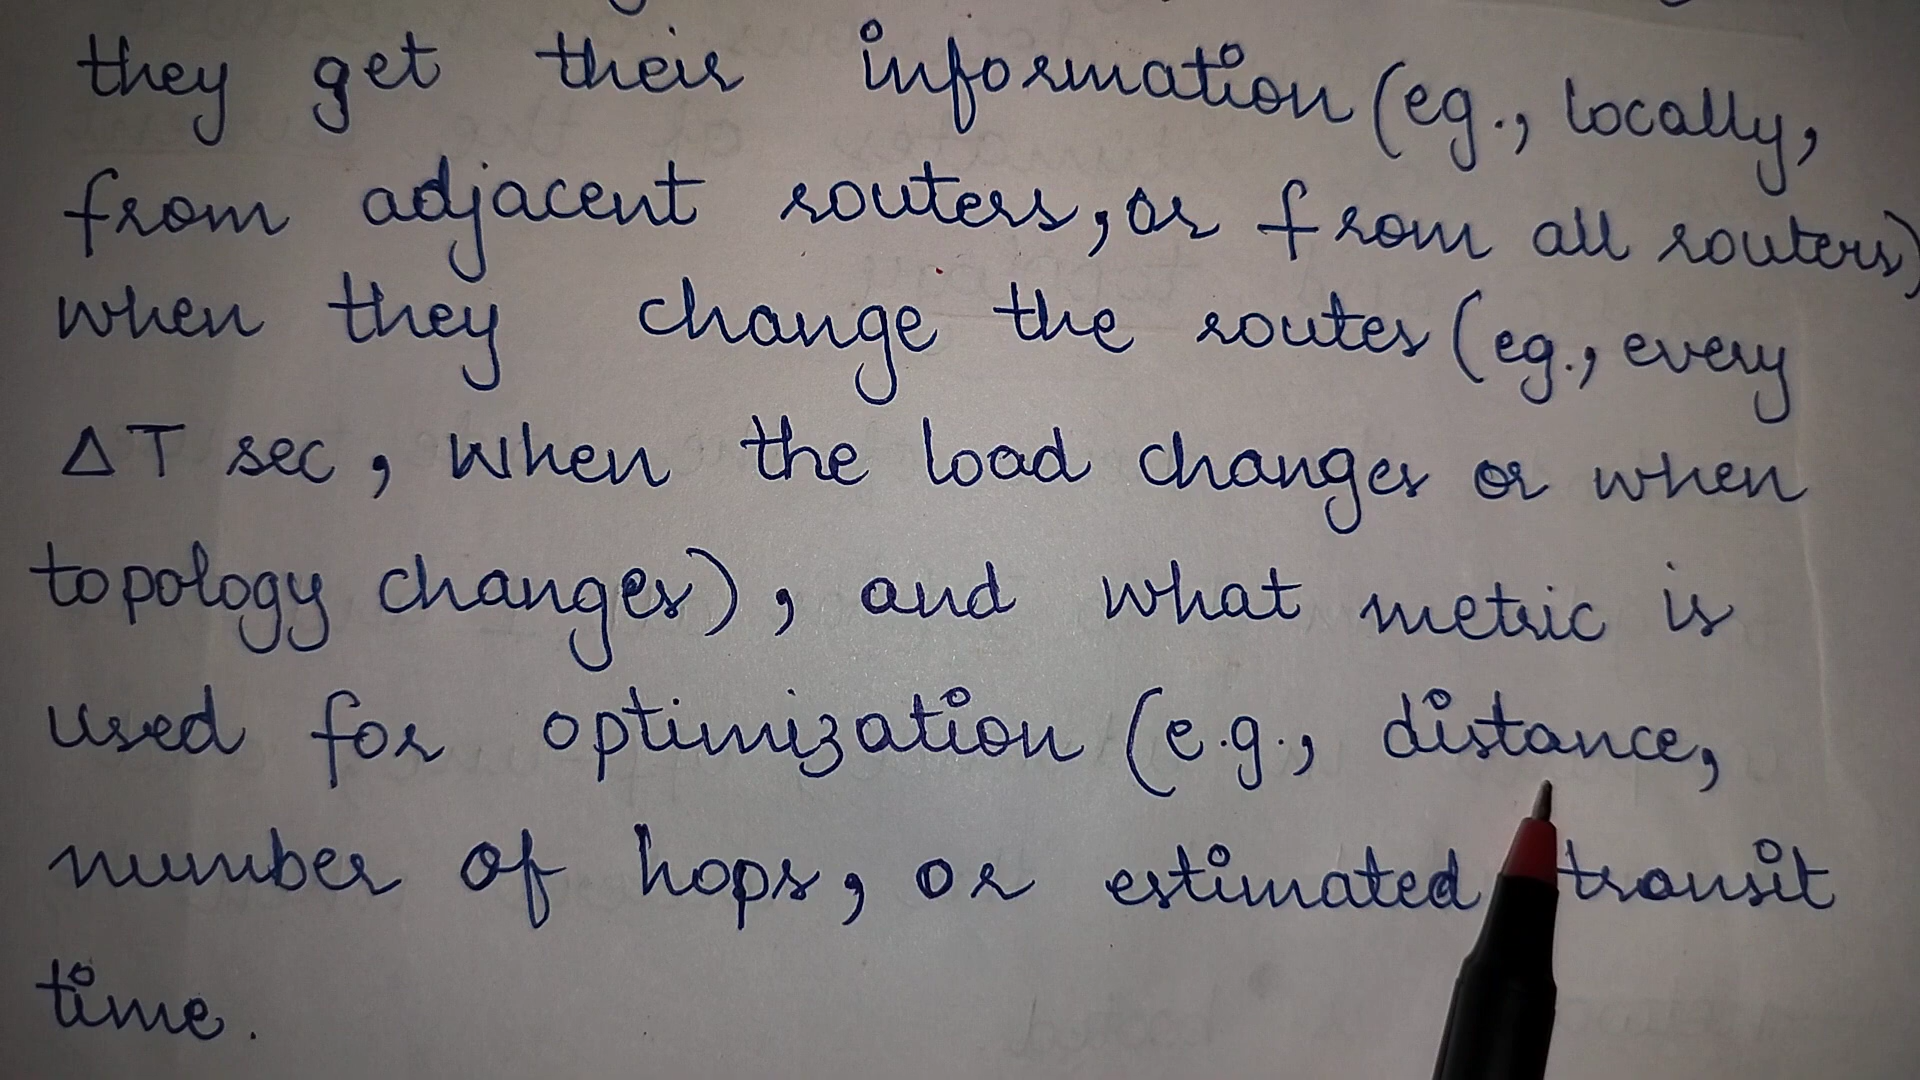 they get their information (eg., locally,
from adjacent routers, or from all routers)
when they change the routes (eg., every
ΔT sec, when the load changes or when
topology changes), and what metric is
used for optimization (e.g., distance,
number of hops, or estimated transit
time.